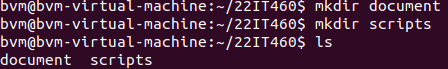 bvm@bvm-virtual-machine:~/22IT460$ mkdir document
bvm@bvm-virtual-machine:~/22IT460$ mkdir scripts
bvm@bvm-virtual-machine:~/22IT460$ ls
document  scripts